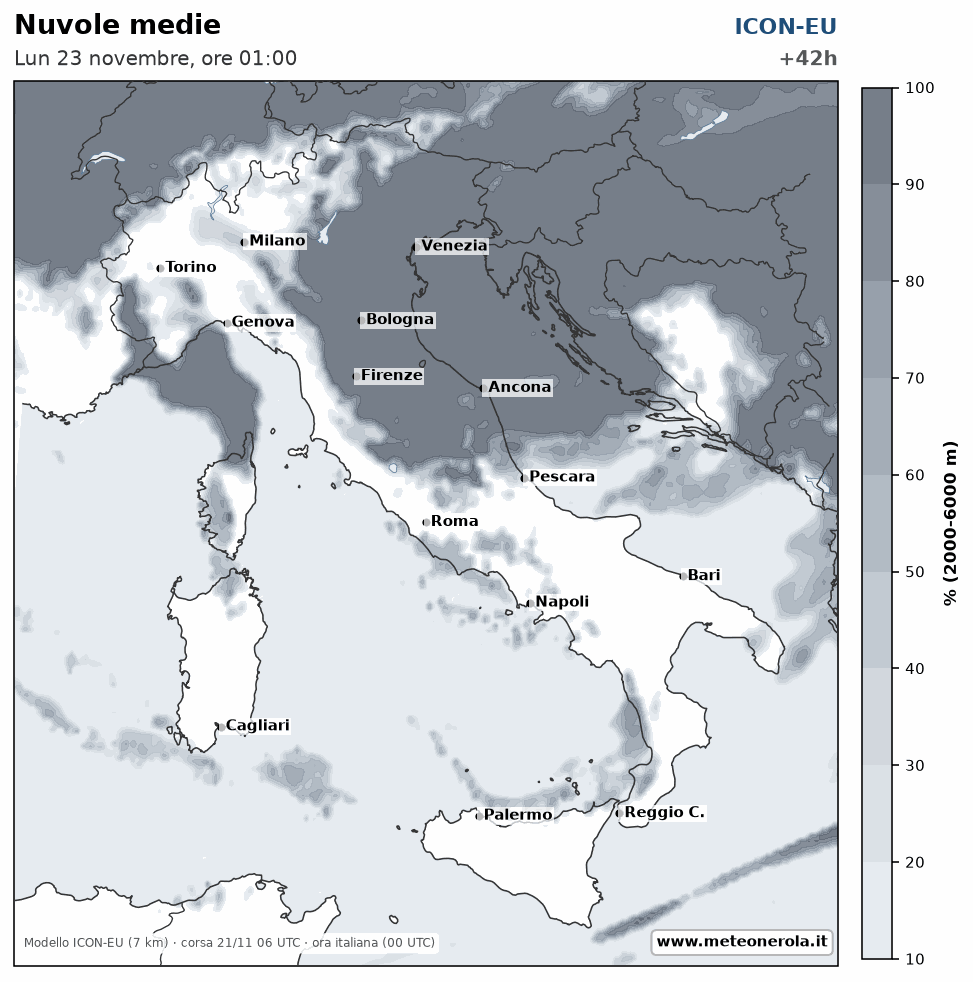 Nuvole medie
ICON-EU
Lun 23 novembre, ore 01:00
+42h
100
90
80
70
60
50
40
30
20
10
% (2000-6000 m)
Milano
Venezia
Torino
Genova
Bologna
Firenze
Ancona
Pescara
Roma
Bari
Napoli
Cagliari
Palermo
Reggio C.
Modello ICON-EU (7 km) · corsa 21/11 06 UTC · ora italiana (00 UTC)
www.meteonerola.it